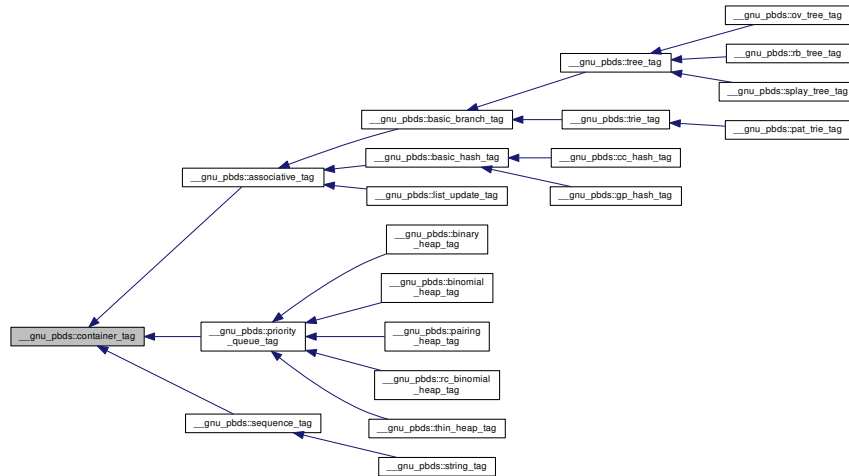 __gnu_pbds::ov_tree_tag
__gnu_pbds::rb_tree_tag
__gnu_pbds::tree_tag
__gnu_pbds::splay_tree_tag
__gnu_pbds::basic_branch_tag
__gnu_pbds::trie_tag
__gnu_pbds::pat_trie_tag
__gnu_pbds::basic_hash_tag
__gnu_pbds::cc_hash_tag
__gnu_pbds::associative_tag
__gnu_pbds::list_update_tag
__gnu_pbds::gp_hash_tag
__gnu_pbds::binary
_heap_tag
__gnu_pbds::binomial
_heap_tag
__gnu_pbds::container_tag
__gnu_pbds::priority
_queue_tag
__gnu_pbds::pairing
_heap_tag
__gnu_pbds::rc_binomial
_heap_tag
__gnu_pbds::sequence_tag
__gnu_pbds::thin_heap_tag
__gnu_pbds::string_tag